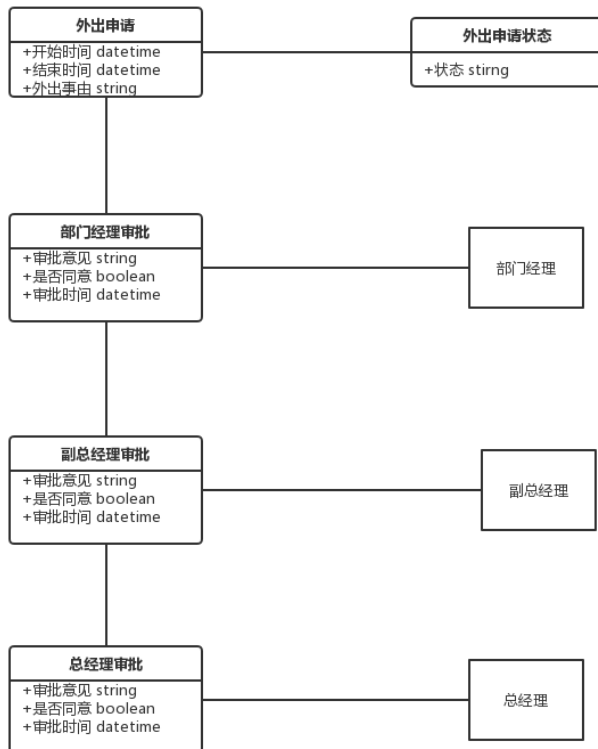 外出申请
+开始时间 datetime
+结束时间 datetime
+外出事由 string
外出申请状态
+状态 stirng
部门经理审批
+审批意见 string
+是否同意 boolean
+审批时间 datetime
部门经理
副总经理审批
+审批意见 string
+是否同意 boolean
+审批时间 datetime
副总经理
总经理审批
+审批意见 string
+是否同意 boolean
+审批时间 datetime
总经理